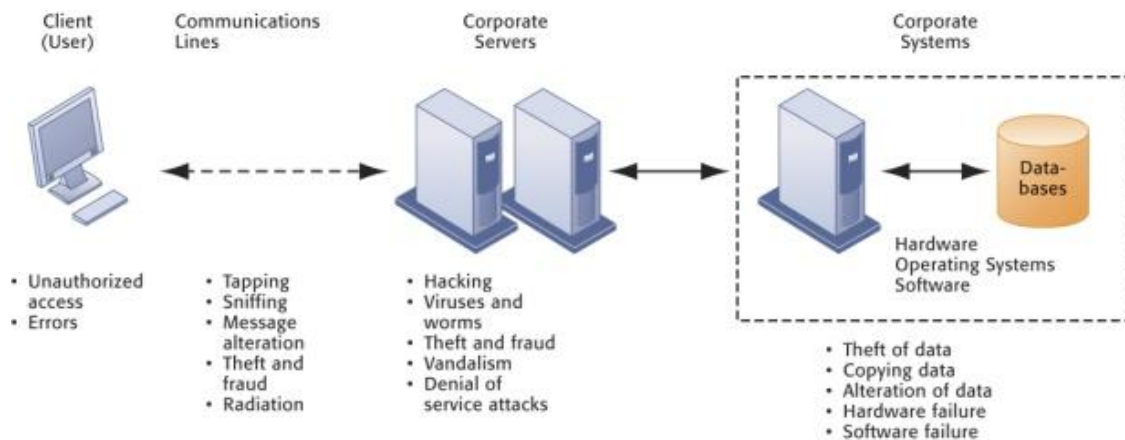 Client
(User)
Communications
Lines
Corporate
Servers
Corporate
Systems
Data-
bases
Hardware
Operating Systems
Software
• Unauthorized
access
• Errors
• Tapping
• Sniffing
• Message
alteration
• Theft and
fraud
• Radiation
• Hacking
• Viruses and
worms
• Theft and fraud
• Vandalism
• Denial of
service attacks
• Theft of data
• Copying data
• Alteration of data
• Hardware failure
• Software failure